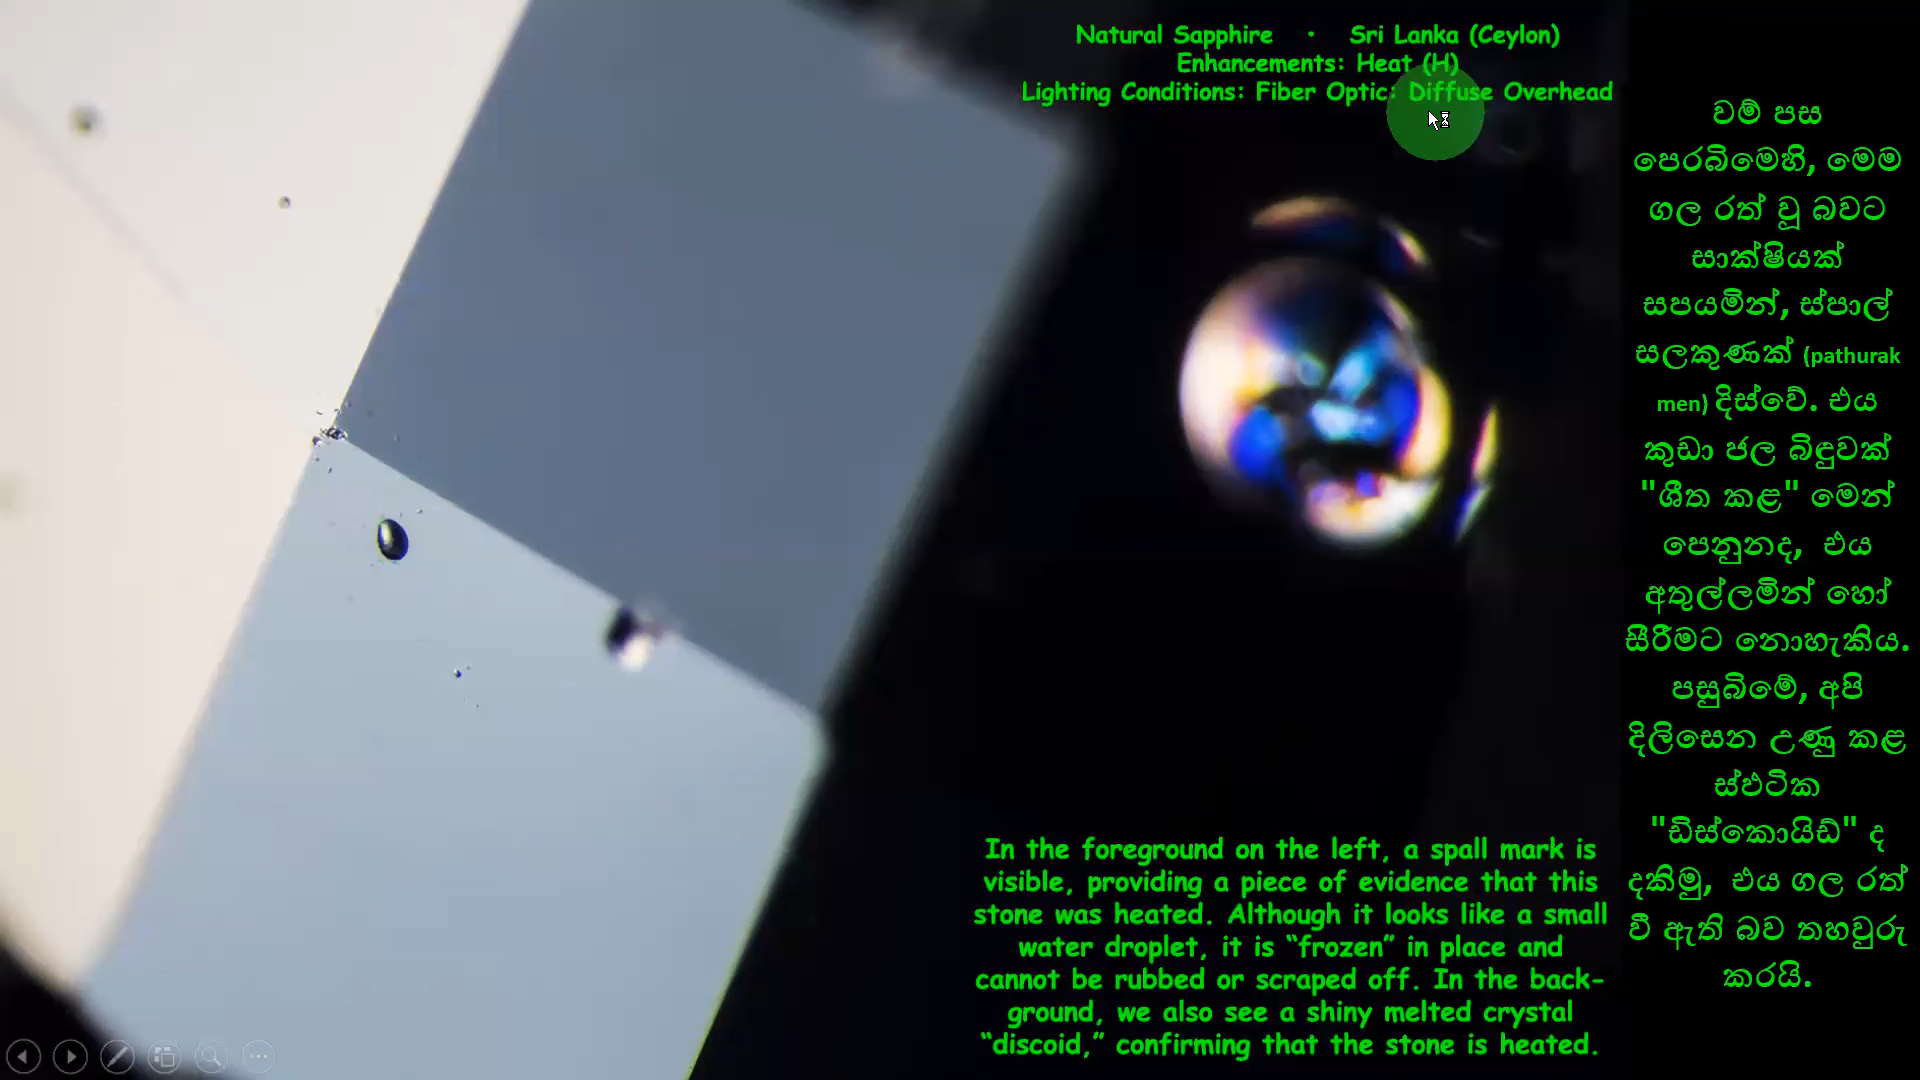 Natural Sapphire • Sri Lanka (Ceylon)
Enhancements: Heat (H)
Lighting Conditions: Fiber Optic: Diffuse Overhead
In the foreground on the left, a spall mark is
visible, providing a piece of evidence that this
stone was heated. Although it looks like a small
water droplet, it is “frozen” in place and
cannot be rubbed or scraped off. In the back-
ground, we also see a shiny melted crystal
“discoid,” confirming that the stone is heated.
වම් පස
පෙරබිමෙහි, මෙම
ගල රත් වූ බවට
සාක්ෂියක්
සපයමින්, ස්පාල්
සලකුණක් (pathurak
men) දිස්වේ. එය
කුඩා ජල බිඳුවක්
"ශීත කළ" මෙන්
පෙනුනද, එය
අතුල්ලමින් හෝ
සීරීමට නොහැකිය.
පසුබිමේ, අපි
දිලිසෙන උණු කළ
ස්ඵටික
"ඩිස්කොයිඩ්" ද
දකිමු, එය ගල රත්
වී ඇති බව තහවුරු
කරයි.